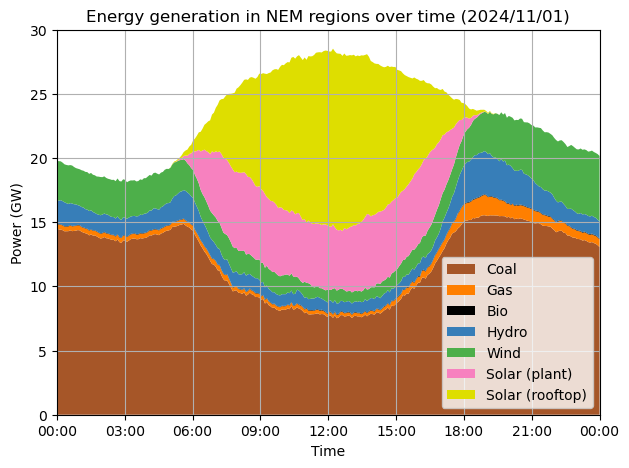 Energy generation in NEM regions over time (2024/11/01)
Power (GW)
30
25
20
15
10
5
0
Coal
Gas
Bio
Hydro
Wind
Solar (plant)
Solar (rooftop)
00:00 03:00 06:00 09:00 12:00 15:00 18:00 21:00 00:00
Time